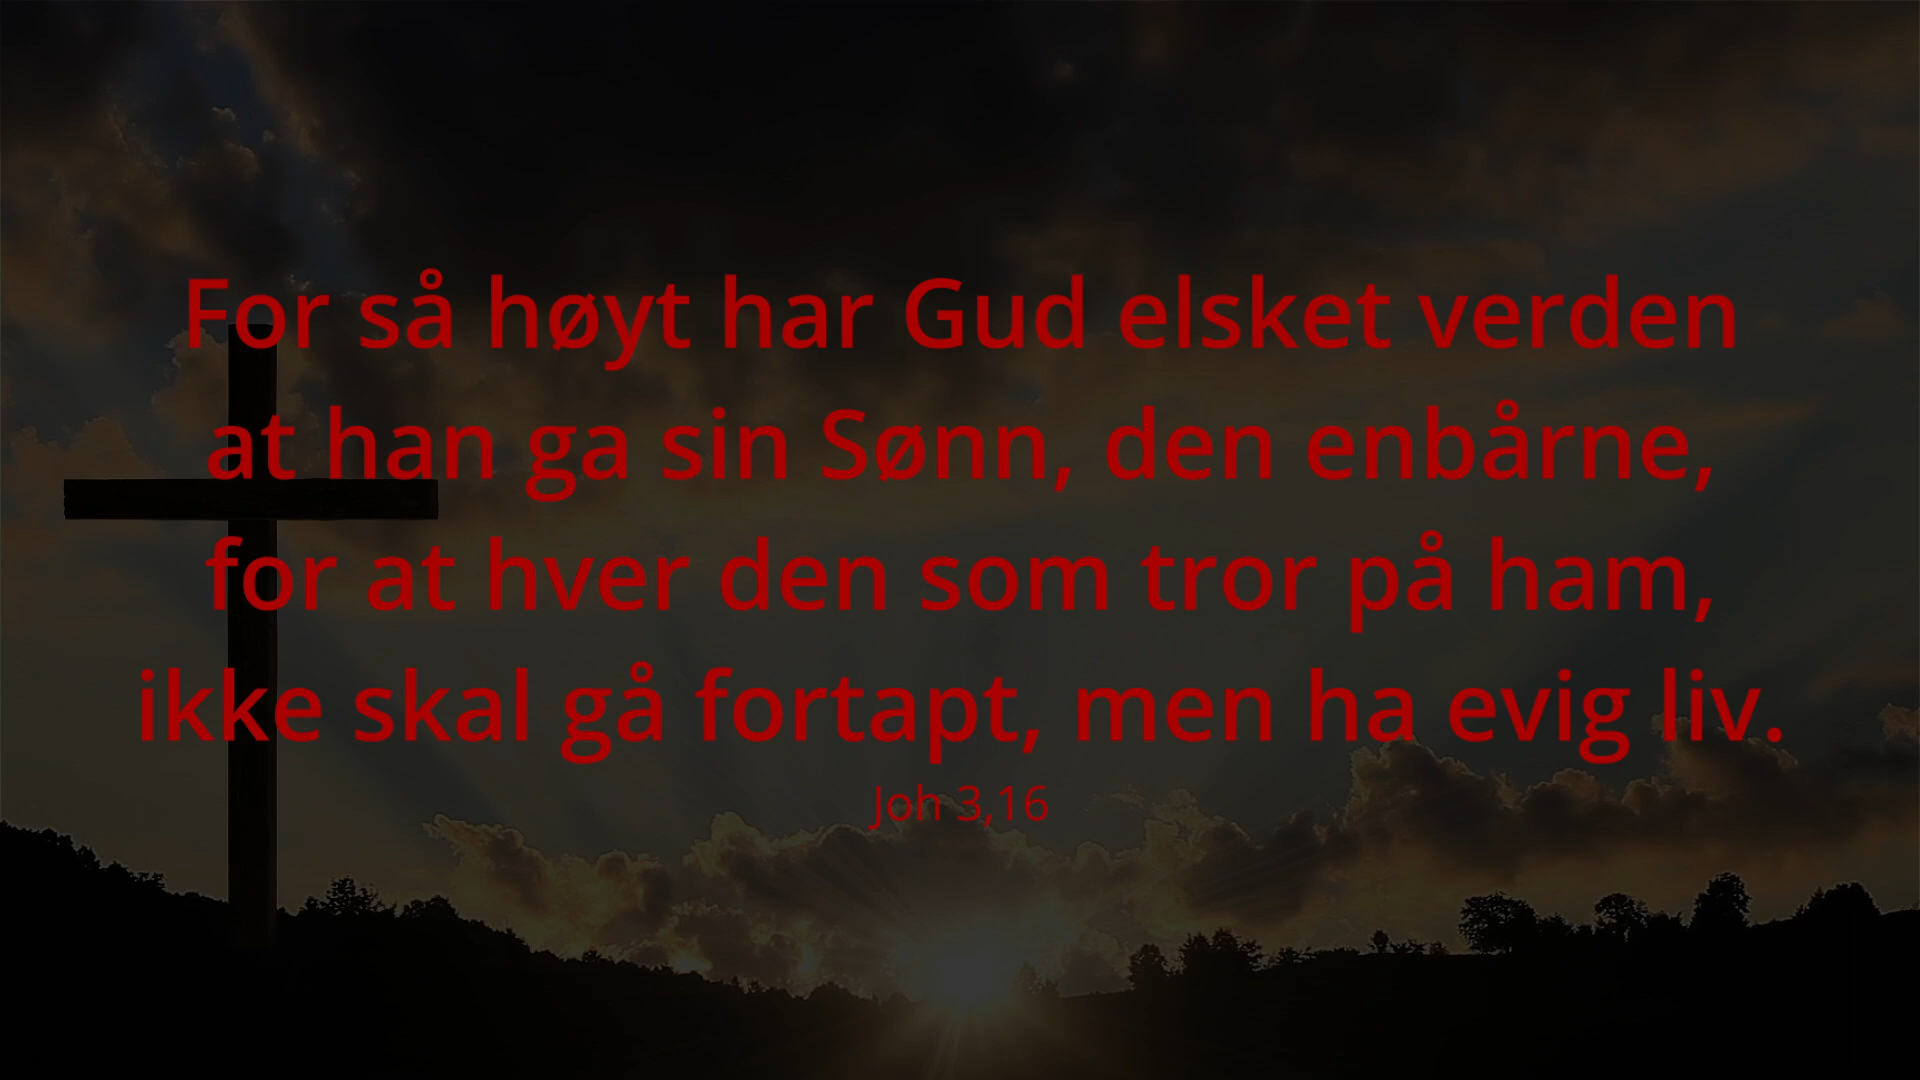 For så høyt har Gud elsket verden
at han ga sin Sønn, den enbårne,
for at hver den som tror på ham,
ikke skal gå fortapt, men ha evig liv.
Joh 3,16